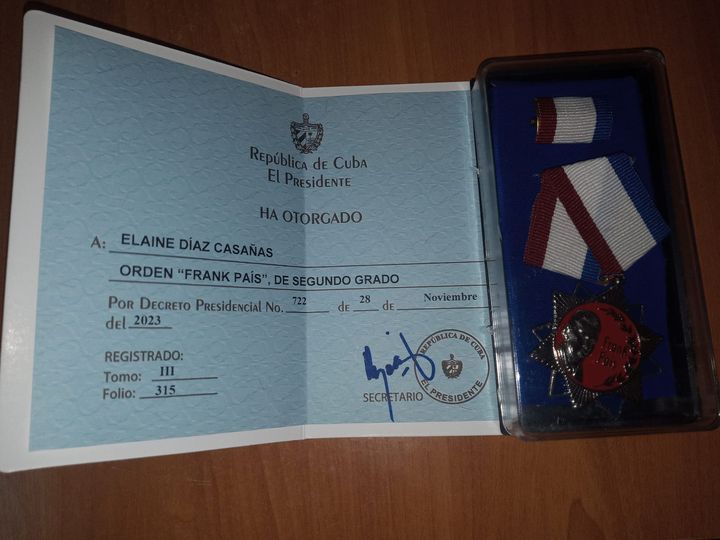 República de Cuba
El Presidente
HA OTORGADO
A: ELAINE DÍAZ CASAÑAS
ORDEN “FRANK PAÍS”, DE SEGUNDO GRADO
Por Decreto Presidencial No. 722 de 28 de Noviembre
del 2023
REGISTRADO:
Tomo: III
Folio: 315
SECRETARIO
REPÚBLICA DE CUBA
EL PRESIDENTE
Frank
País